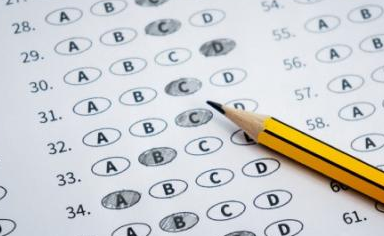 28. A B
29. A B C D
30. A B C D
31. A B C D
32. A B C D
33. A B C
34. A B C D
A B C D
54.
55. A B
56. A B
57. A
58. A
A
61.